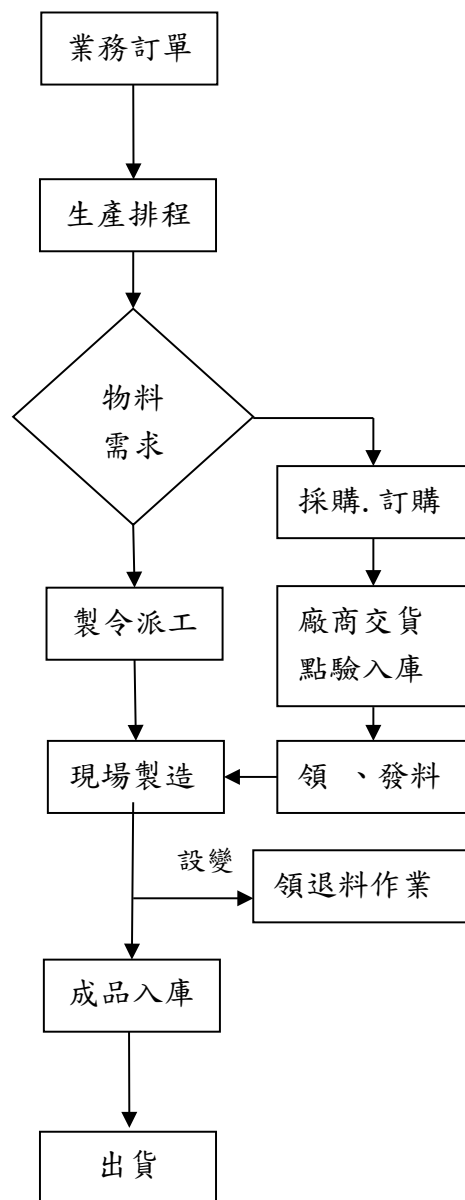 業務訂單
生產排程
物料
需求
採購.訂購
製令派工
廠商交貨
點驗入庫
現場製造
領 、發料
設變
領退料作業
成品入庫
出貨